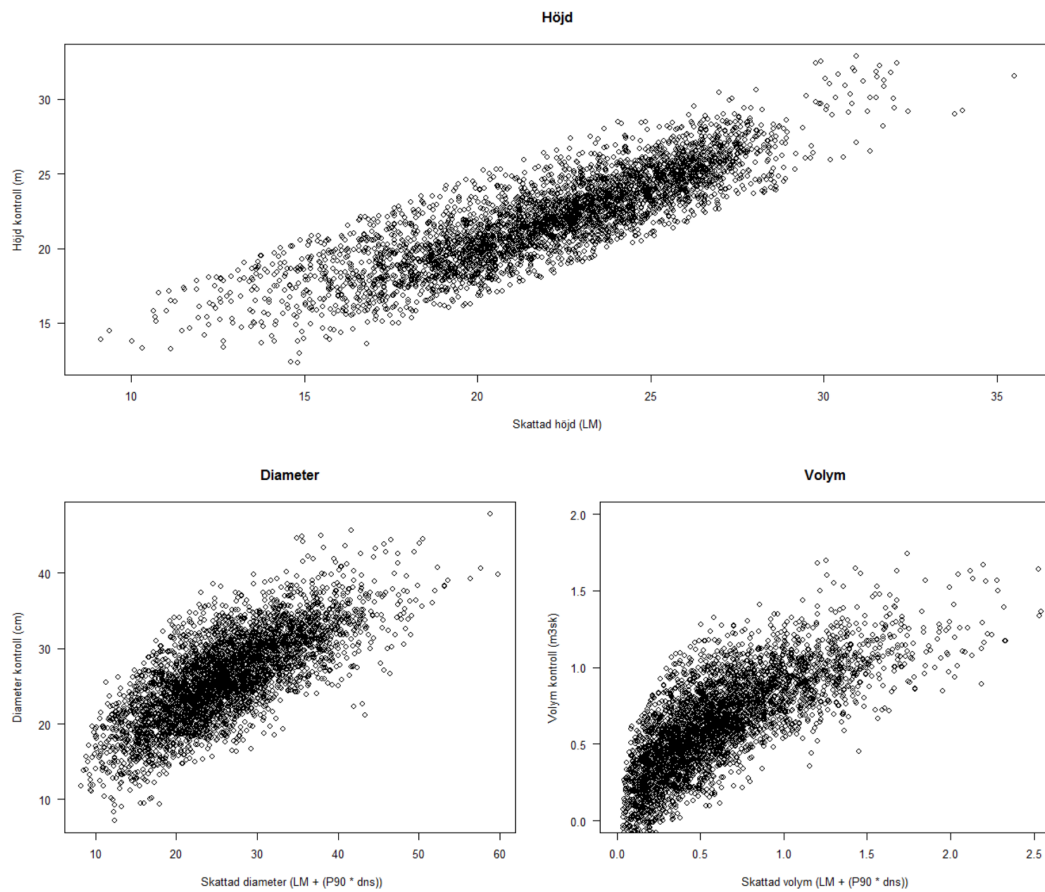 Höjd
Höjd kontroll (m)
30
25
20
15
10 15 20 25 30 35
Skattad höjd (LM)
Diameter
Diameter kontroll (cm)
40
30
20
10
10 20 30 40 50 60
Skattad diameter (LM + (P90 * dns))
Volym
Volym kontroll (m3sk)
2.0
1.5
1.0
0.5
0.0
0.0 0.5 1.0 1.5 2.0 2.5
Skattad volym (LM + (P90 * dns))